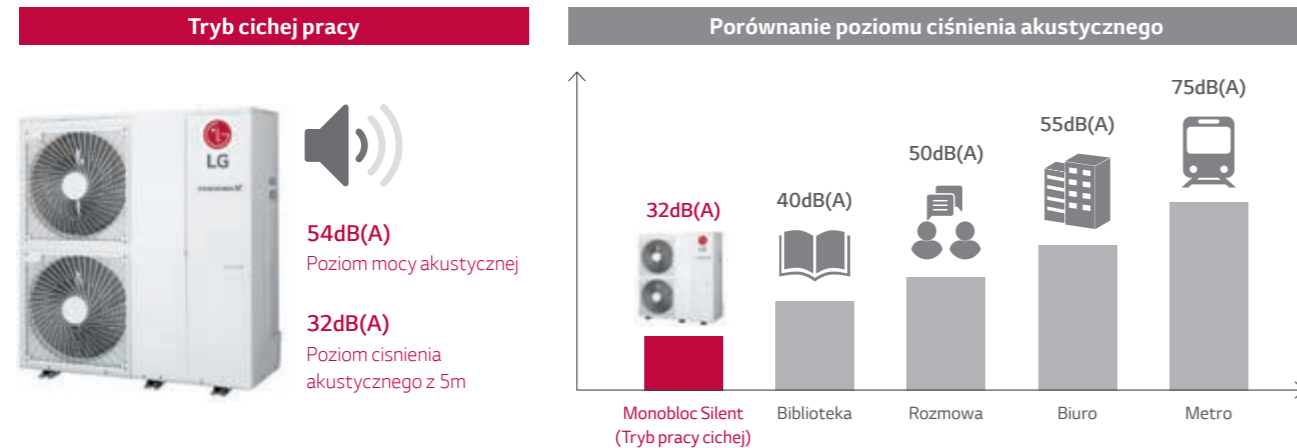 Tryb cichej pracy
LG
54dB(A)
Poziom mocy akustycznej
32dB(A)
Poziom cisnienia
akustycznego z 5m
Porównanie poziomu ciśnienia akustycznego
32dB(A)
40dB(A)
50dB(A)
55dB(A)
75dB(A)
Monobloc Silent
(Tryb pracy cichej)
Biblioteka
Rozmowa
Biuro
Metro